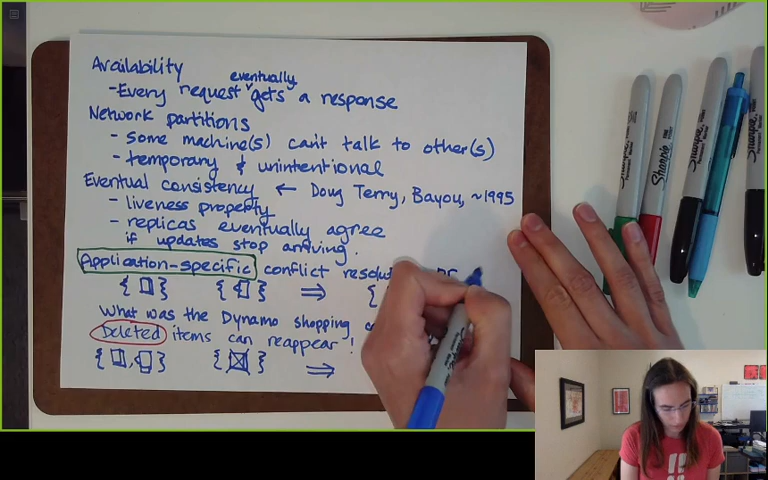 Availability
- Every request eventually gets a response
Network partitions
- some machine(s) can't talk to other(s)
- temporary & unintentional
Eventual consistency ← Doug Terry, Bayou, ~1995
- liveness property
- replicas eventually agree
if updates stop arriving.
Application-specific conflict
What was the Dynamo shopping
Deleted items can reappear!
Sharpie
Sharpie